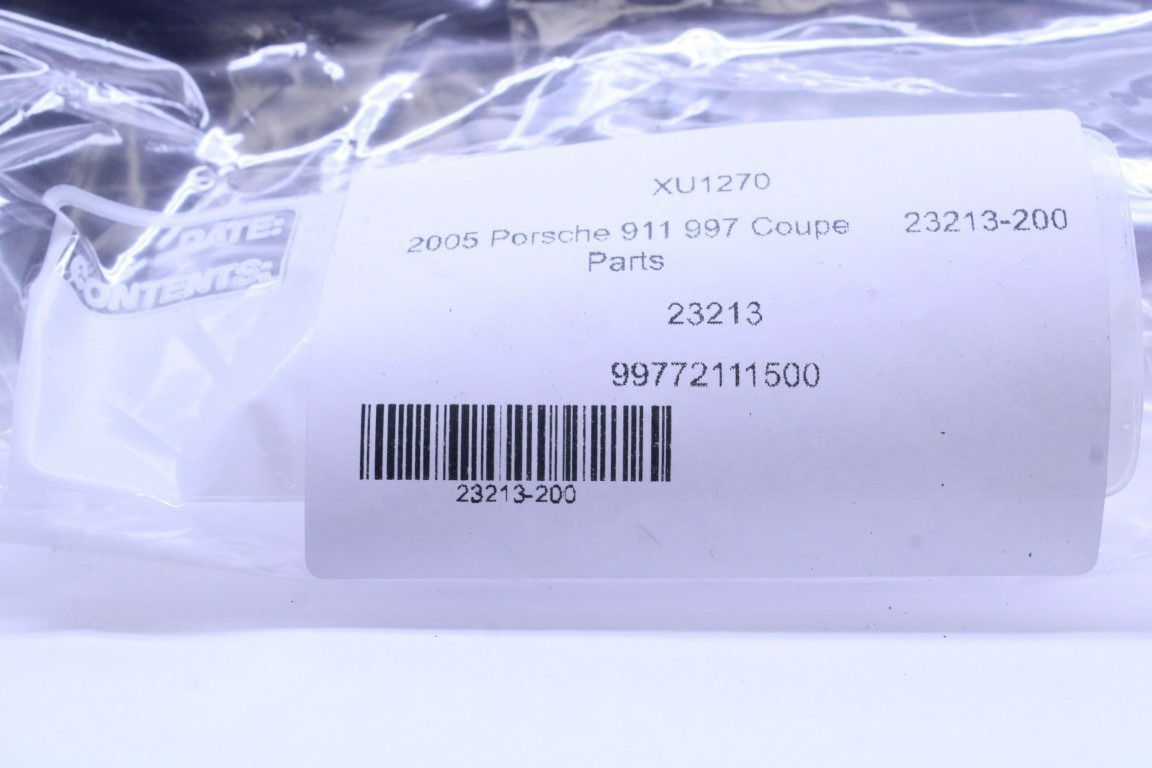 XU1270
2005 Porsche 911 997 Coupe 23213-200
Parts
23213
99772111500
23213-200
DATE:
CONTENTS: